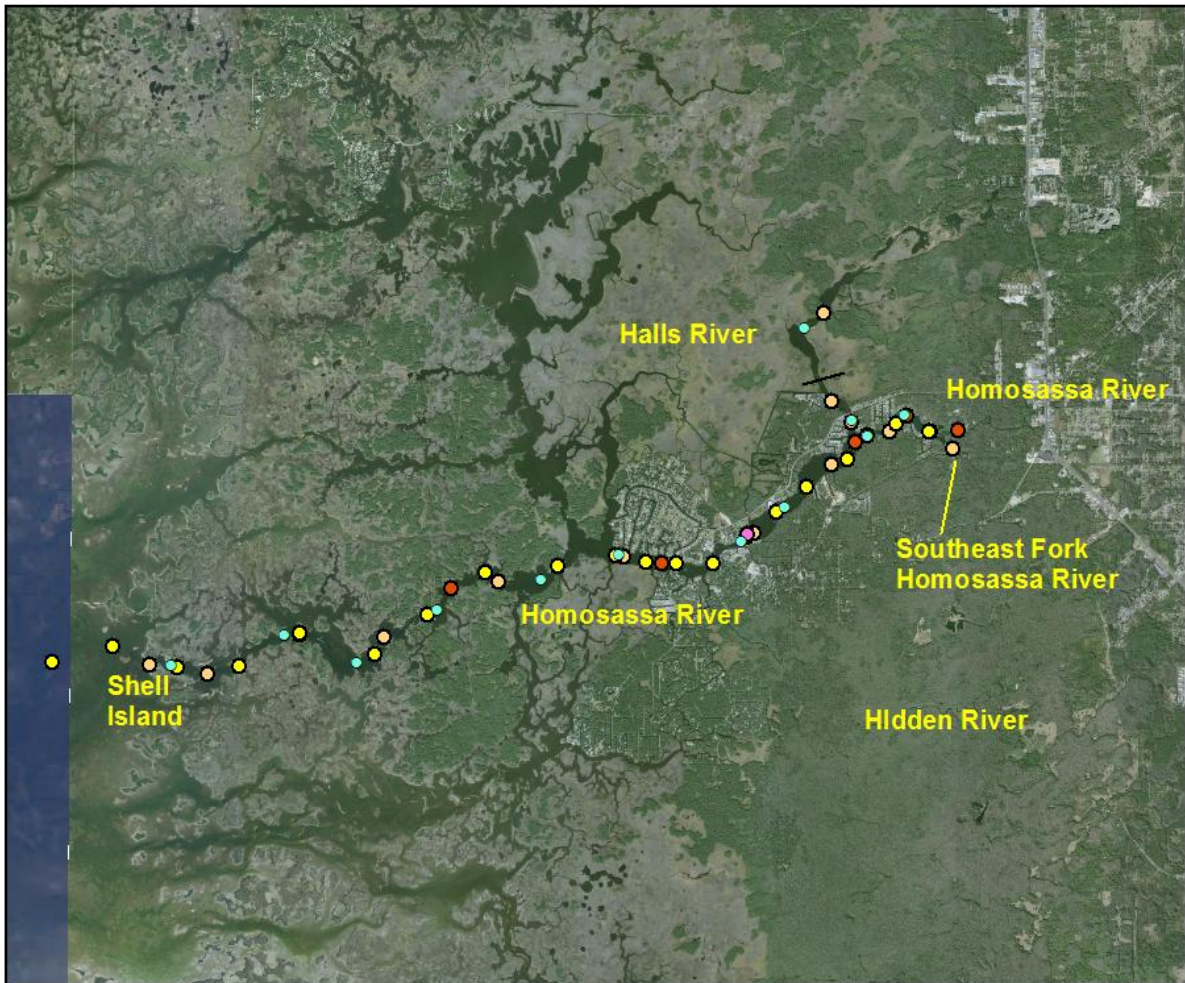 Halls River
Homosassa River
Southeast Fork
Homosassa River
Homosassa River
Shell
Island
HIdden River